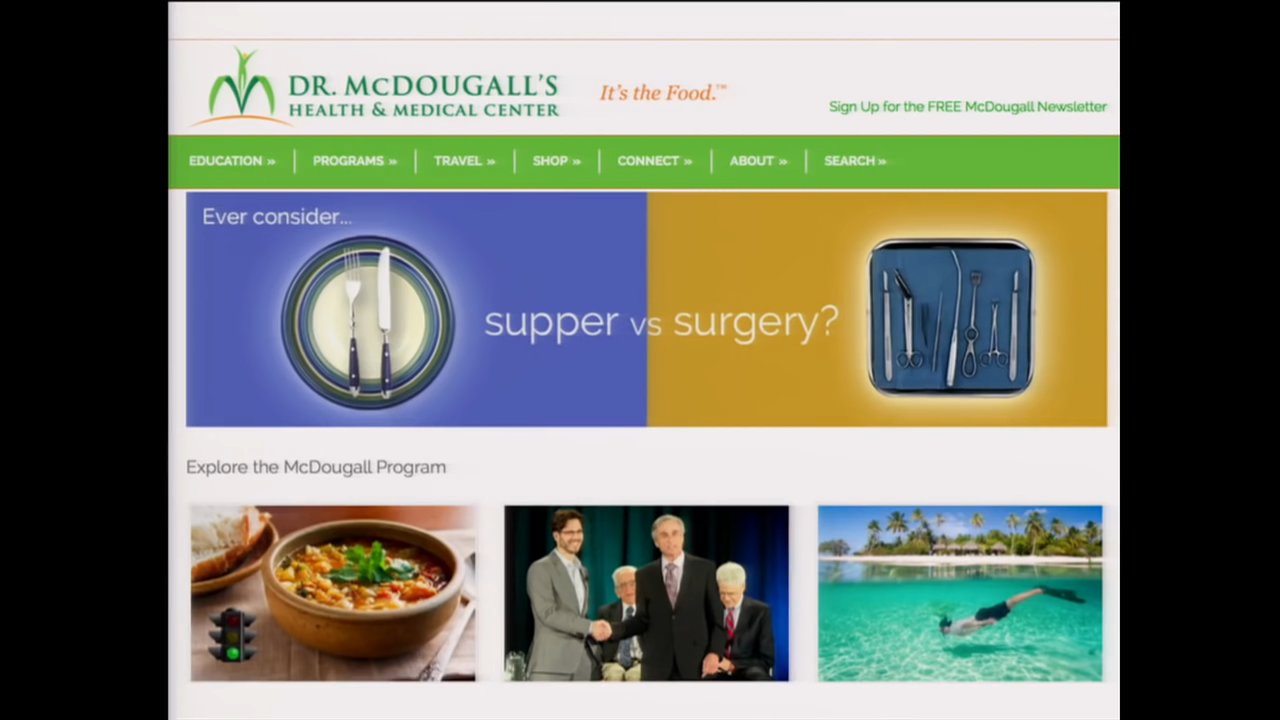 DR. McDOUGALL'S
HEALTH & MEDICAL CENTER
It's the Food.™
Sign Up for the FREE McDougall Newsletter
EDUCATION » PROGRAMS » TRAVEL » SHOP » CONNECT » ABOUT » SEARCH »
Ever consider...
supper vs surgery?
Explore the McDougall Program